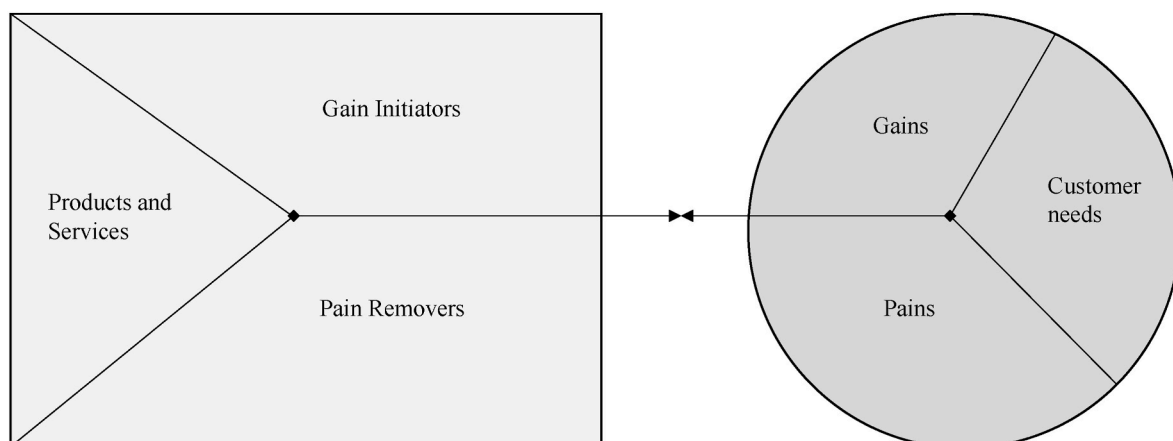 Gain Initiators
Products and
Services
Pain Removers
Gains
Customer
needs
Pains